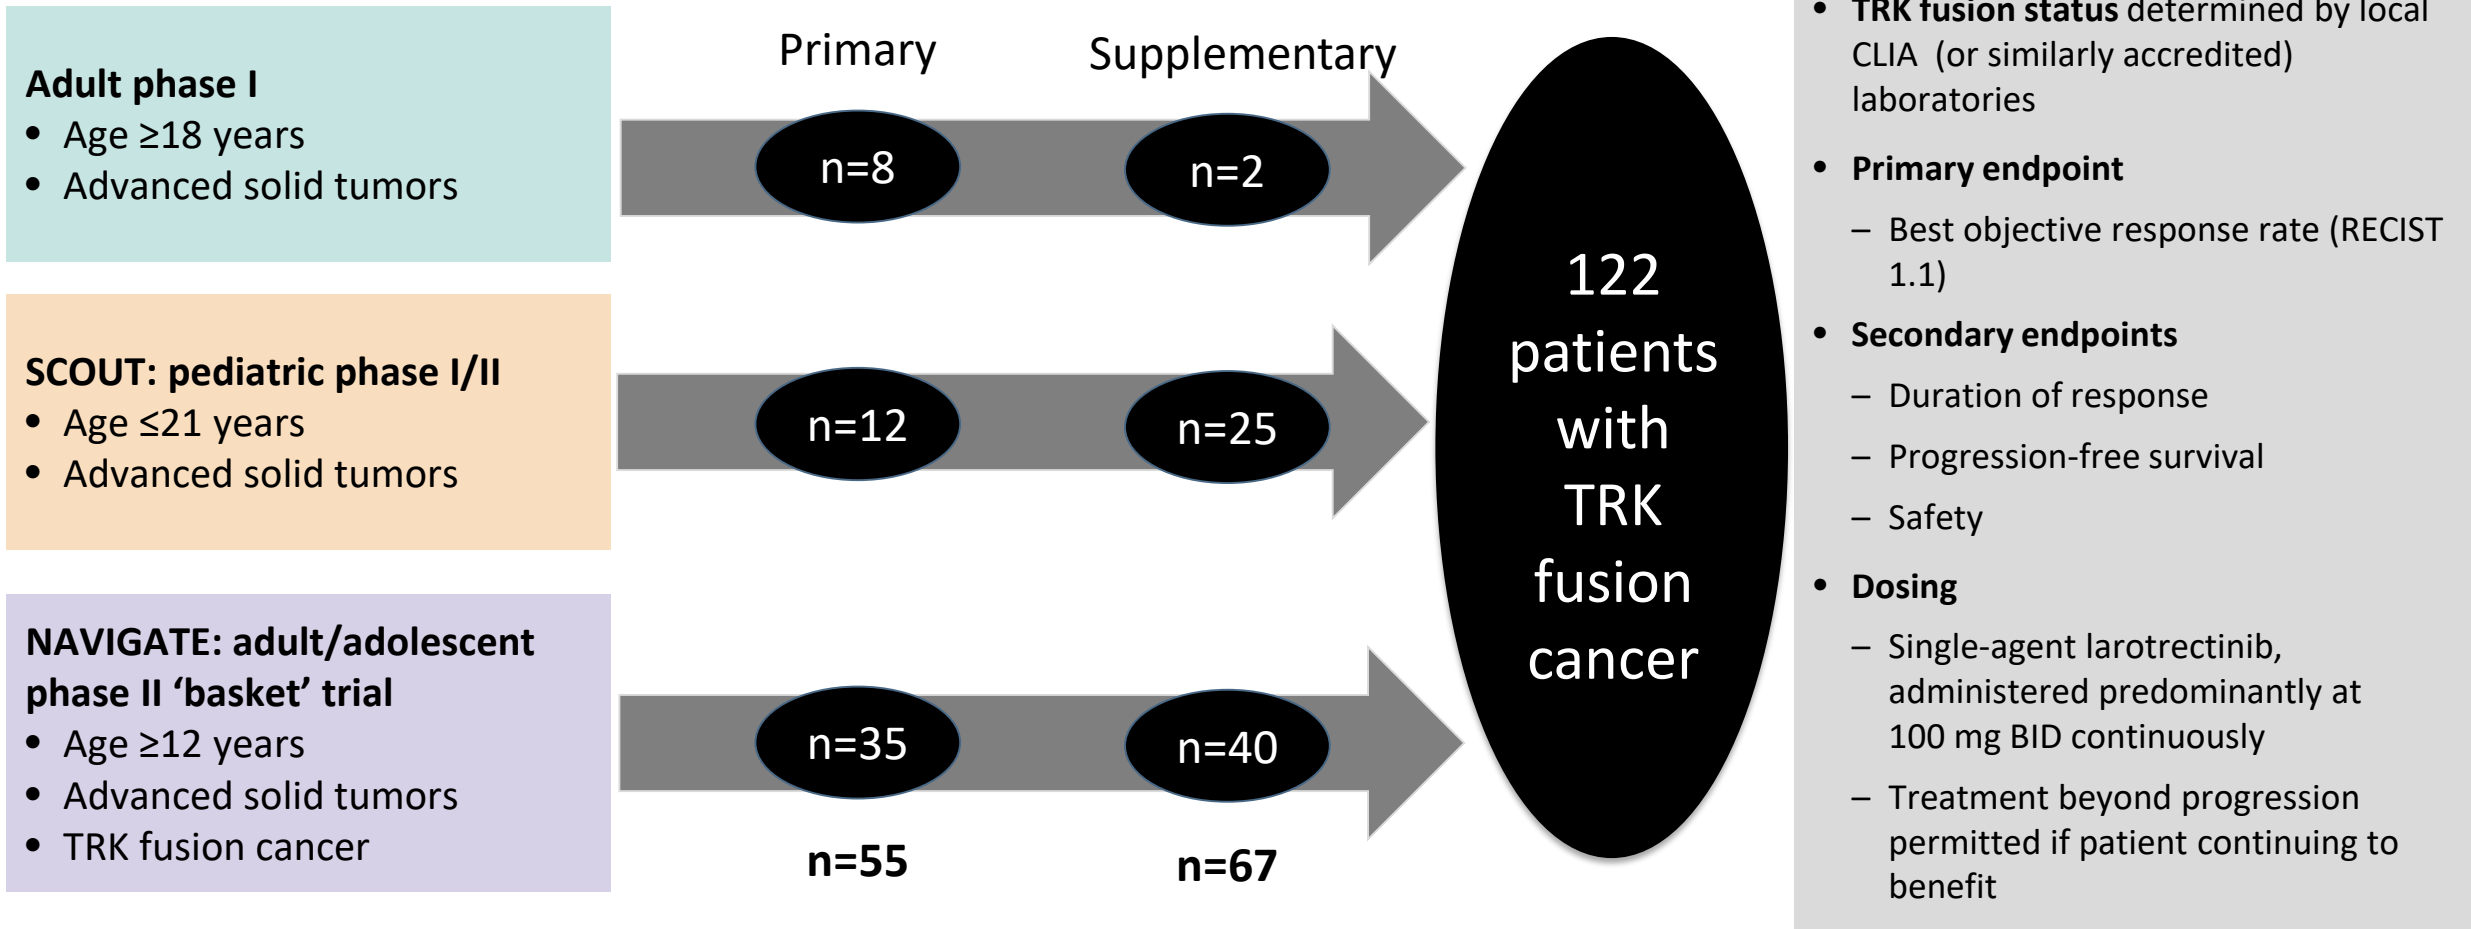 Adult phase I
• Age ≥18 years
• Advanced solid tumors
SCOUT: pediatric phase I/II
• Age ≤21 years
• Advanced solid tumors
NAVIGATE: adult/adolescent
phase II ‘basket’ trial
• Age ≥12 years
• Advanced solid tumors
• TRK fusion cancer
Primary
Supplementary
n=8
n=2
n=12
n=25
n=35
n=40
n=55
n=67
122
patients
with
TRK
fusion
cancer
• TRK fusion status determined by local
CLIA (or similarly accredited)
laboratories
• Primary endpoint
– Best objective response rate (RECIST
1.1)
• Secondary endpoints
– Duration of response
– Progression-free survival
– Safety
• Dosing
– Single-agent larotrectinib,
administered predominantly at
100 mg BID continuously
– Treatment beyond progression
permitted if patient continuing to
benefit